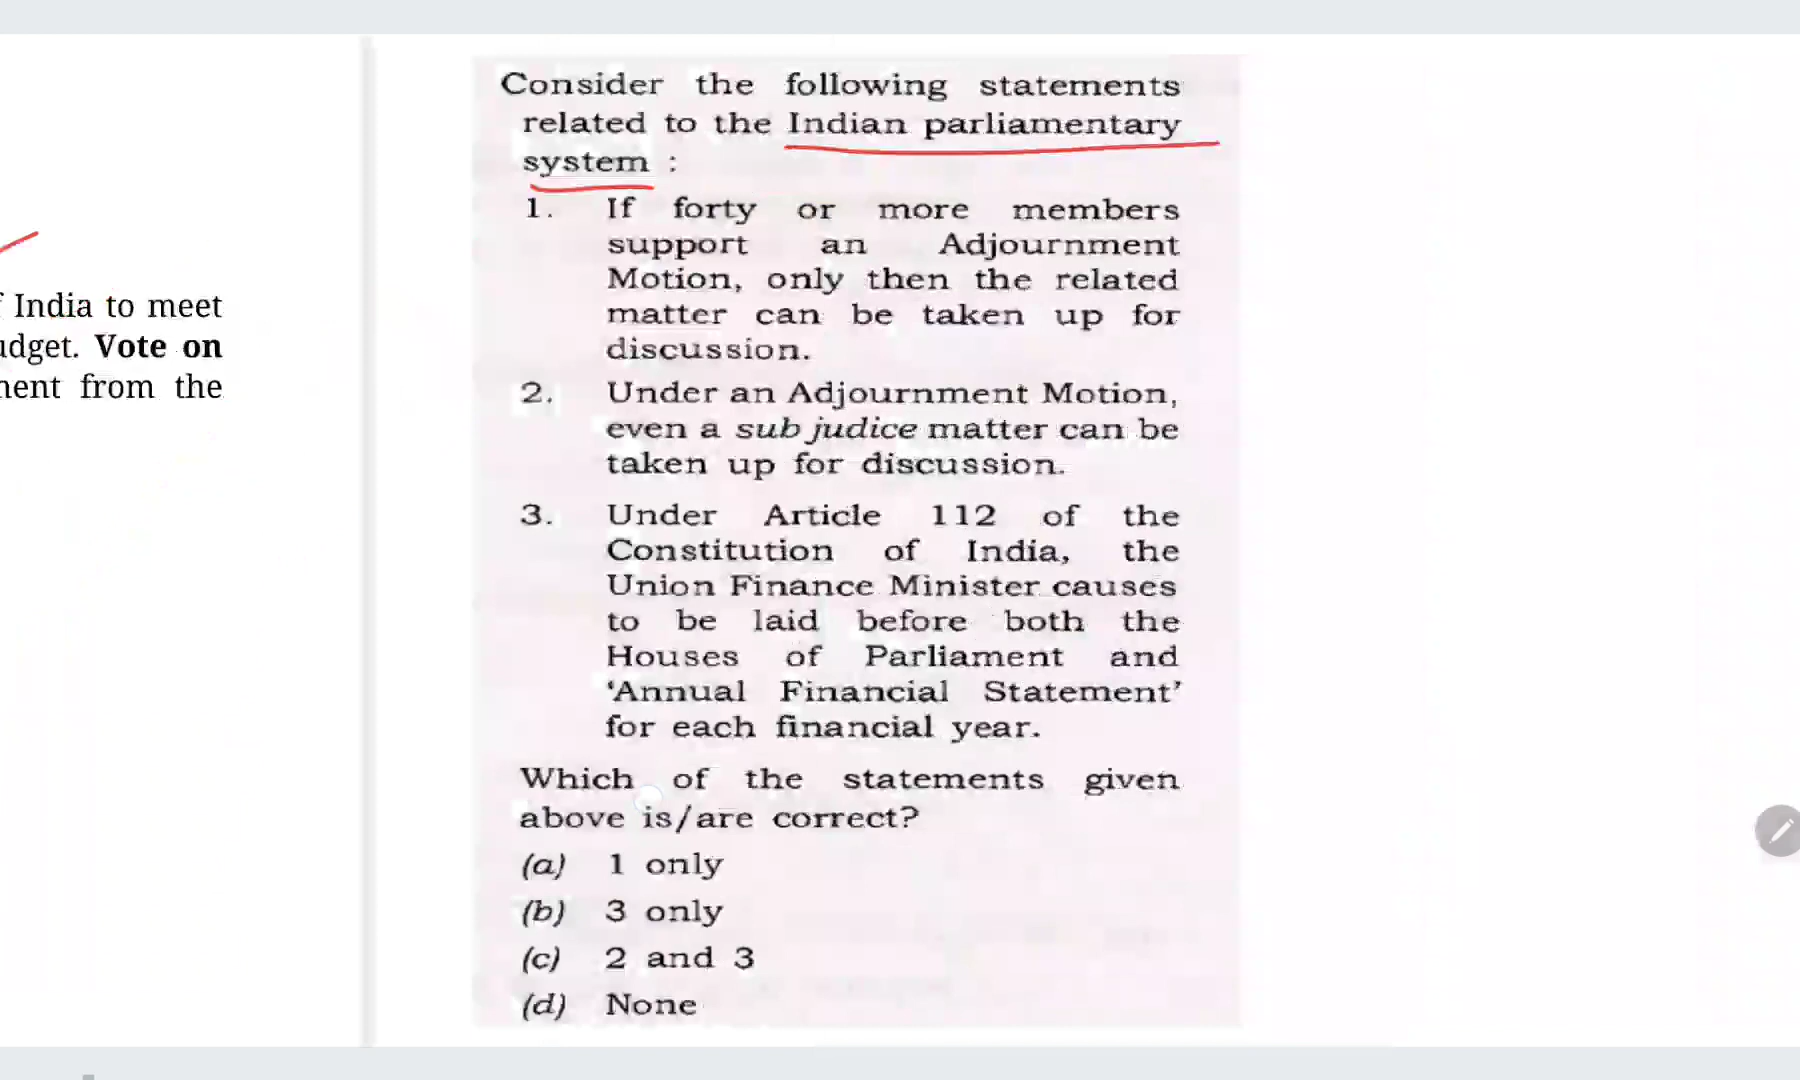 India to meet
udget. Vote on
nent from the
Consider the following statements
related to the Indian parliamentary
system :
1. If forty or more members
support an Adjournment
Motion, only then the related
matter can be taken up for
discussion.
2. Under an Adjournment Motion,
even a sub judice matter can be
taken up for discussion.
3. Under Article 112 of the
Constitution of India, the
Union Finance Minister causes
to be laid before both the
Houses of Parliament and
‘Annual Financial Statement’
for each financial year.
Which of the statements given
above is/are correct?
(a) 1 only
(b) 3 only
(c) 2 and 3
(d) None